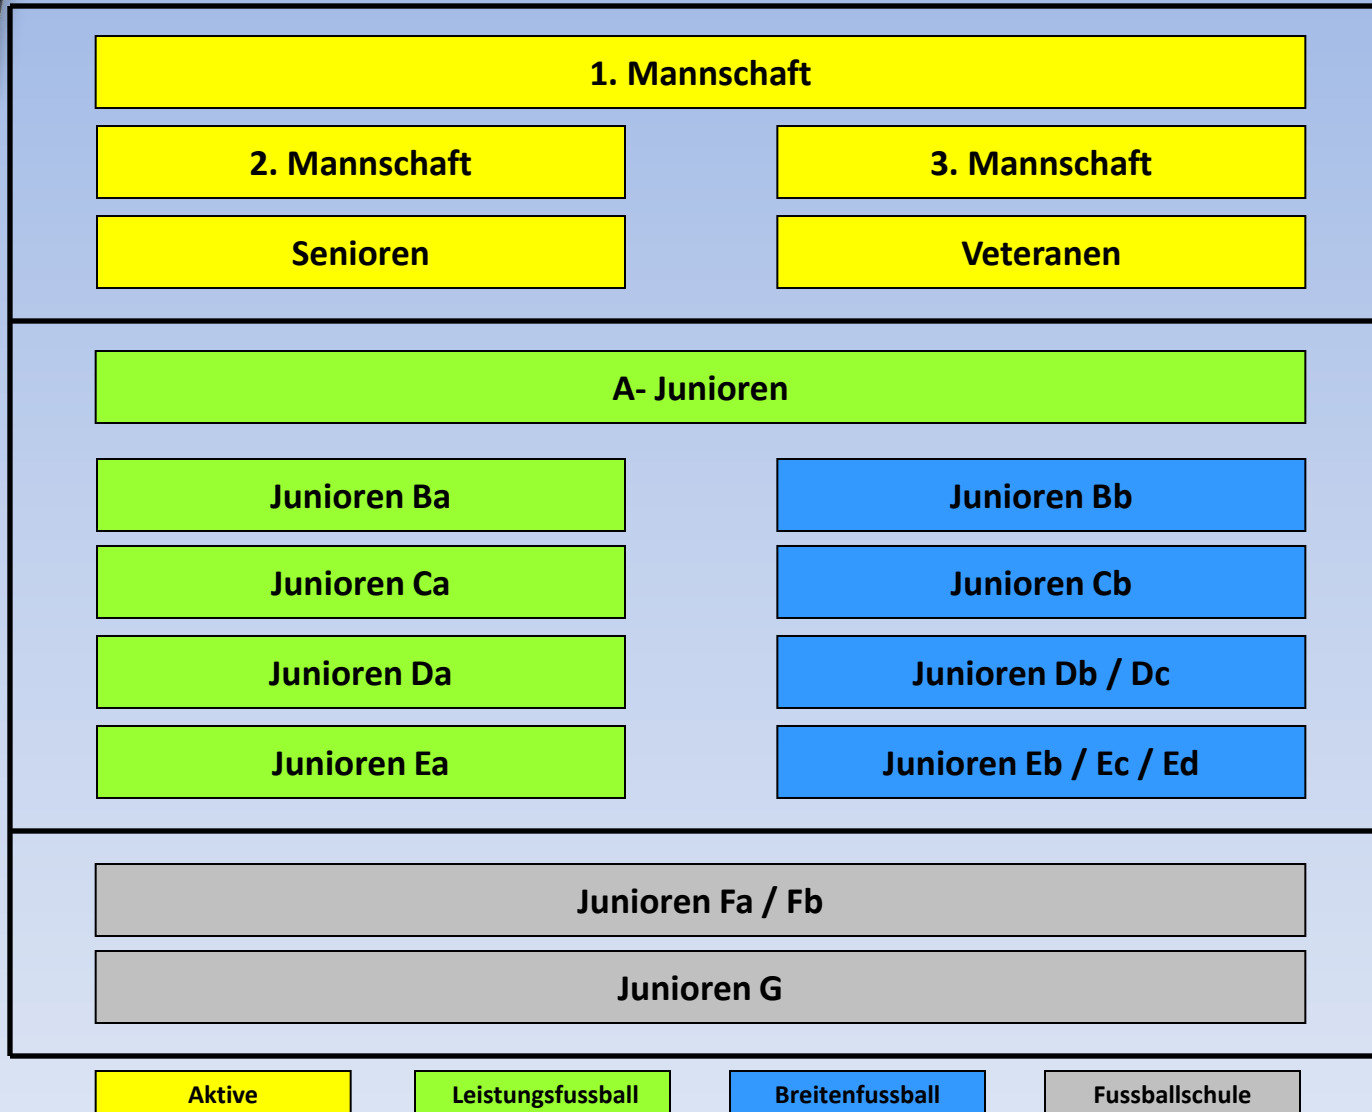 1. Mannschaft
2. Mannschaft
3. Mannschaft
Senioren
Veteranen
A- Junioren
Junioren Ba
Junioren Bb
Junioren Ca
Junioren Cb
Junioren Da
Junioren Db / Dc
Junioren Ea
Junioren Eb / Ec / Ed
Junioren Fa / Fb
Junioren G
Aktive
Leistungsfussball
Breitenfussball
Fussballschule